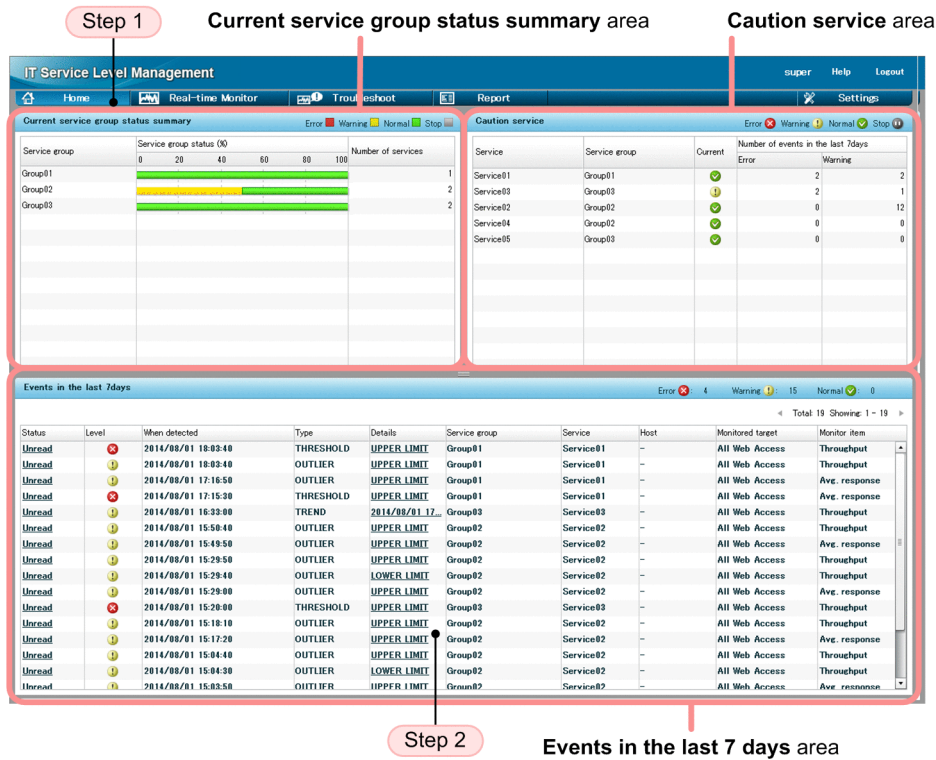 Step 1
Current service group status summary area
Caution service area
IT Service Level Management
super Help Logout
Home Real-time Monitor Troubleshoot Report Settings
Current service group status summary Error Warning Normal Stop
Service group Service group status (%) Number of services
0 20 40 60 80 100
Group01 1
Group02 2
Group03 2
Caution service Error Warning Normal Stop
Service Service group Current Number of events in the last 7days
Error Warning
Service01 Group01 2 2
Service03 Group03 2 1
Service02 Group02 0 12
Service04 Group02 0 0
Service05 Group03 0 0
Events in the last 7days Error : 4 Warning : 15 Normal : 0
Total: 19 Showing: 1 - 19
Status Level When detected Type Details Service group Service Host Monitored target Monitor item
Unread 2014/08/01 18:03:40 THRESHOLD UPPER LIMIT Group01 Service01 - All Web Access Throughput
Unread 2014/08/01 18:03:40 OUTLIER UPPER LIMIT Group01 Service01 - All Web Access Throughput
Unread 2014/08/01 17:16:50 OUTLIER UPPER LIMIT Group01 Service01 - All Web Access Avg. response
Unread 2014/08/01 17:15:30 THRESHOLD UPPER LIMIT Group01 Service01 - All Web Access Avg. response
Unread 2014/08/01 16:33:00 TREND 2014/08/01 17... Group03 Service03 - All Web Access Throughput
Unread 2014/08/01 15:50:40 OUTLIER UPPER LIMIT Group02 Service02 - All Web Access Throughput
Unread 2014/08/01 15:49:50 OUTLIER UPPER LIMIT Group02 Service02 - All Web Access Avg. response
Unread 2014/08/01 15:29:50 OUTLIER UPPER LIMIT Group02 Service02 - All Web Access Throughput
Unread 2014/08/01 15:29:40 OUTLIER LOWER LIMIT Group02 Service02 - All Web Access Throughput
Unread 2014/08/01 15:29:00 OUTLIER UPPER LIMIT Group02 Service02 - All Web Access Avg. response
Unread 2014/08/01 15:20:00 THRESHOLD UPPER LIMIT Group03 Service03 - All Web Access Throughput
Unread 2014/08/01 15:18:10 OUTLIER UPPER LIMIT Group02 Service02 - All Web Access Throughput
Unread 2014/08/01 15:17:20 OUTLIER UPPER LIMIT Group02 Service02 - All Web Access Avg. response
Unread 2014/08/01 15:04:40 OUTLIER UPPER LIMIT Group02 Service02 - All Web Access Throughput
Unread 2014/08/01 15:04:30 OUTLIER LOWER LIMIT Group02 Service02 - All Web Access Throughput
Unread 2014/08/01 15:03:50 OUTLIER UPPER LIMIT Group02 Service02 - All Web Access Avg. response
Step 2
Events in the last 7 days area